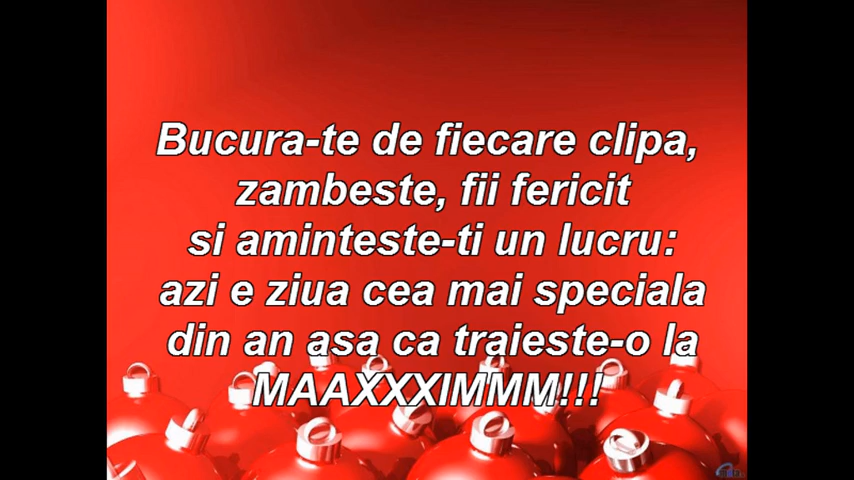 Bucura-te de fiecare clipa,
zambeste, fii fericit
si aminteste-ti un lucru:
azi e ziua cea mai speciala
din an asa ca traieste-o la
MAAXXXIMMM!!!